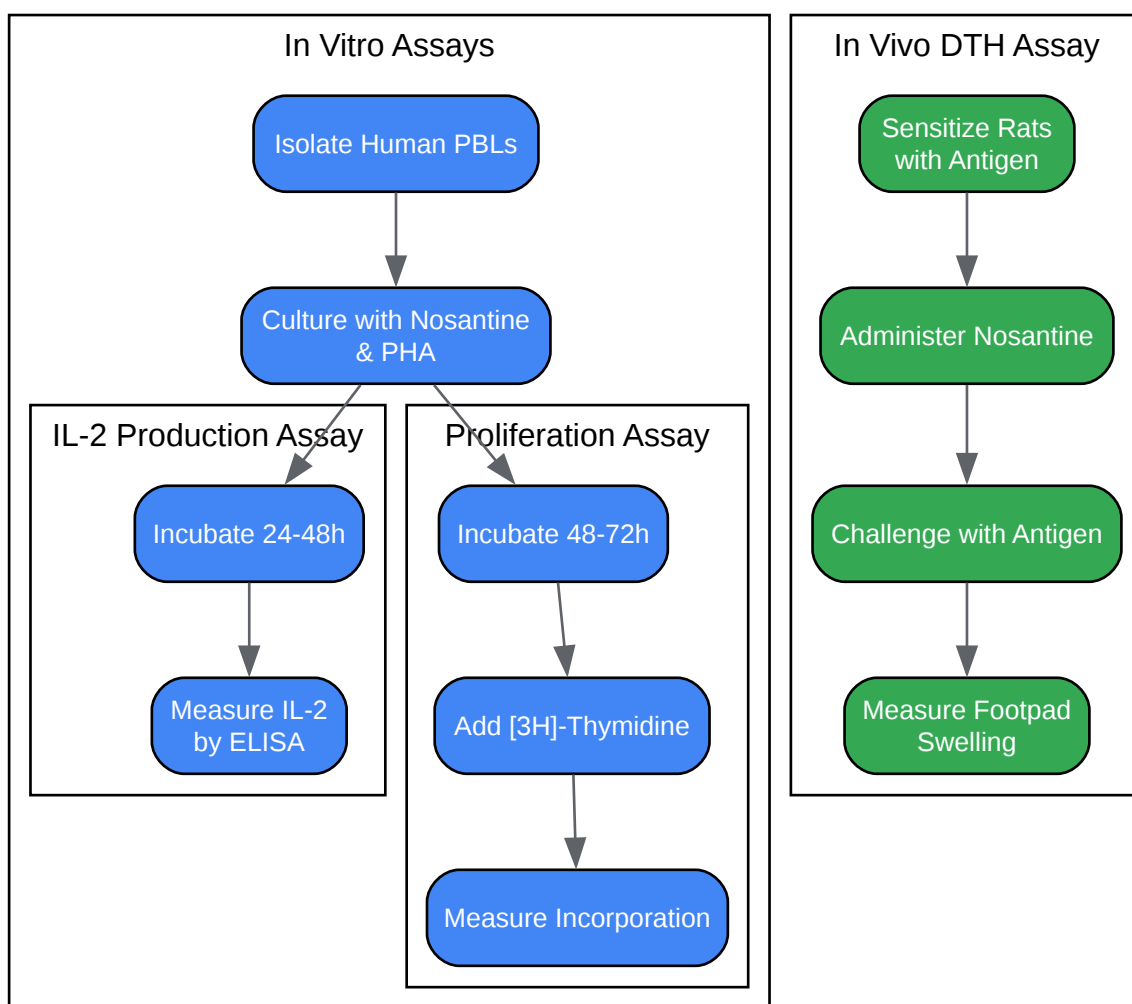 In Vitro Assays
Isolate Human PBLs
Culture with Nosantine
& PHA
IL-2 Production Assay
Incubate 24-48h
Measure IL-2
by ELISA
Proliferation Assay
Incubate 48-72h
Add [3H]-Thymidine
Measure Incorporation
In Vivo DTH Assay
Sensitize Rats
with Antigen
Administer Nosantine
Challenge with Antigen
Measure Footpad
Swelling